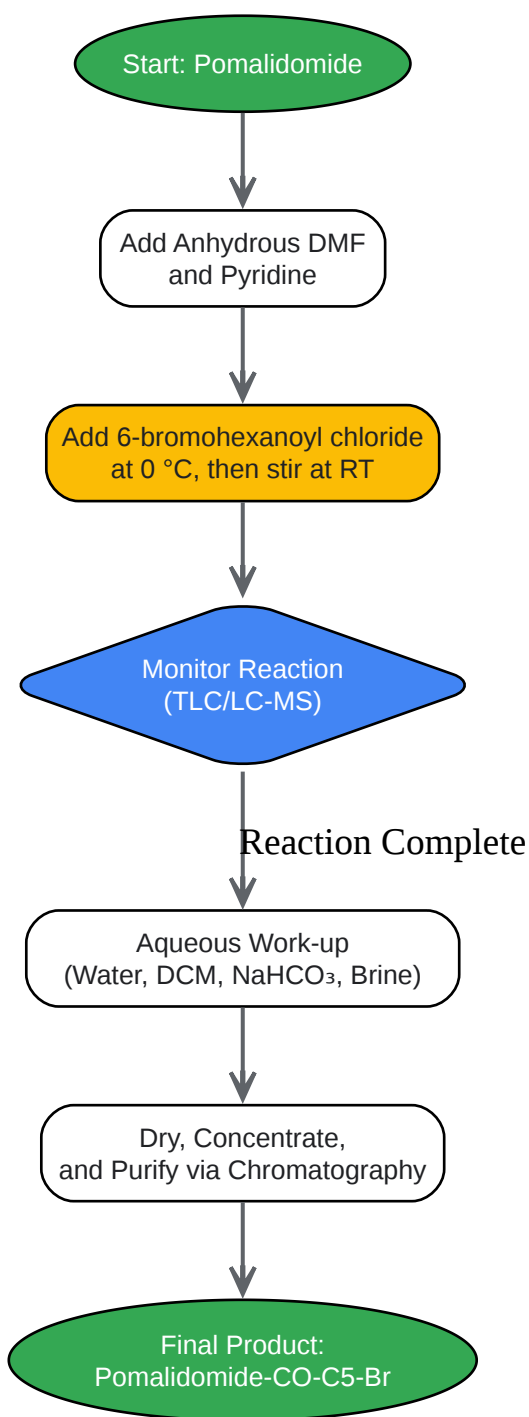 Start: Pomalidomide
Add Anhydrous DMF
and Pyridine
Add 6-bromohexanoyl chloride
at 0 °C, then stir at RT
Monitor Reaction
(TLC/LC-MS)
Reaction Complete
Aqueous Work-up
(Water, DCM, NaHCO₃, Brine)
Dry, Concentrate,
and Purify via Chromatography
Final Product:
Pomalidomide-CO-C5-Br